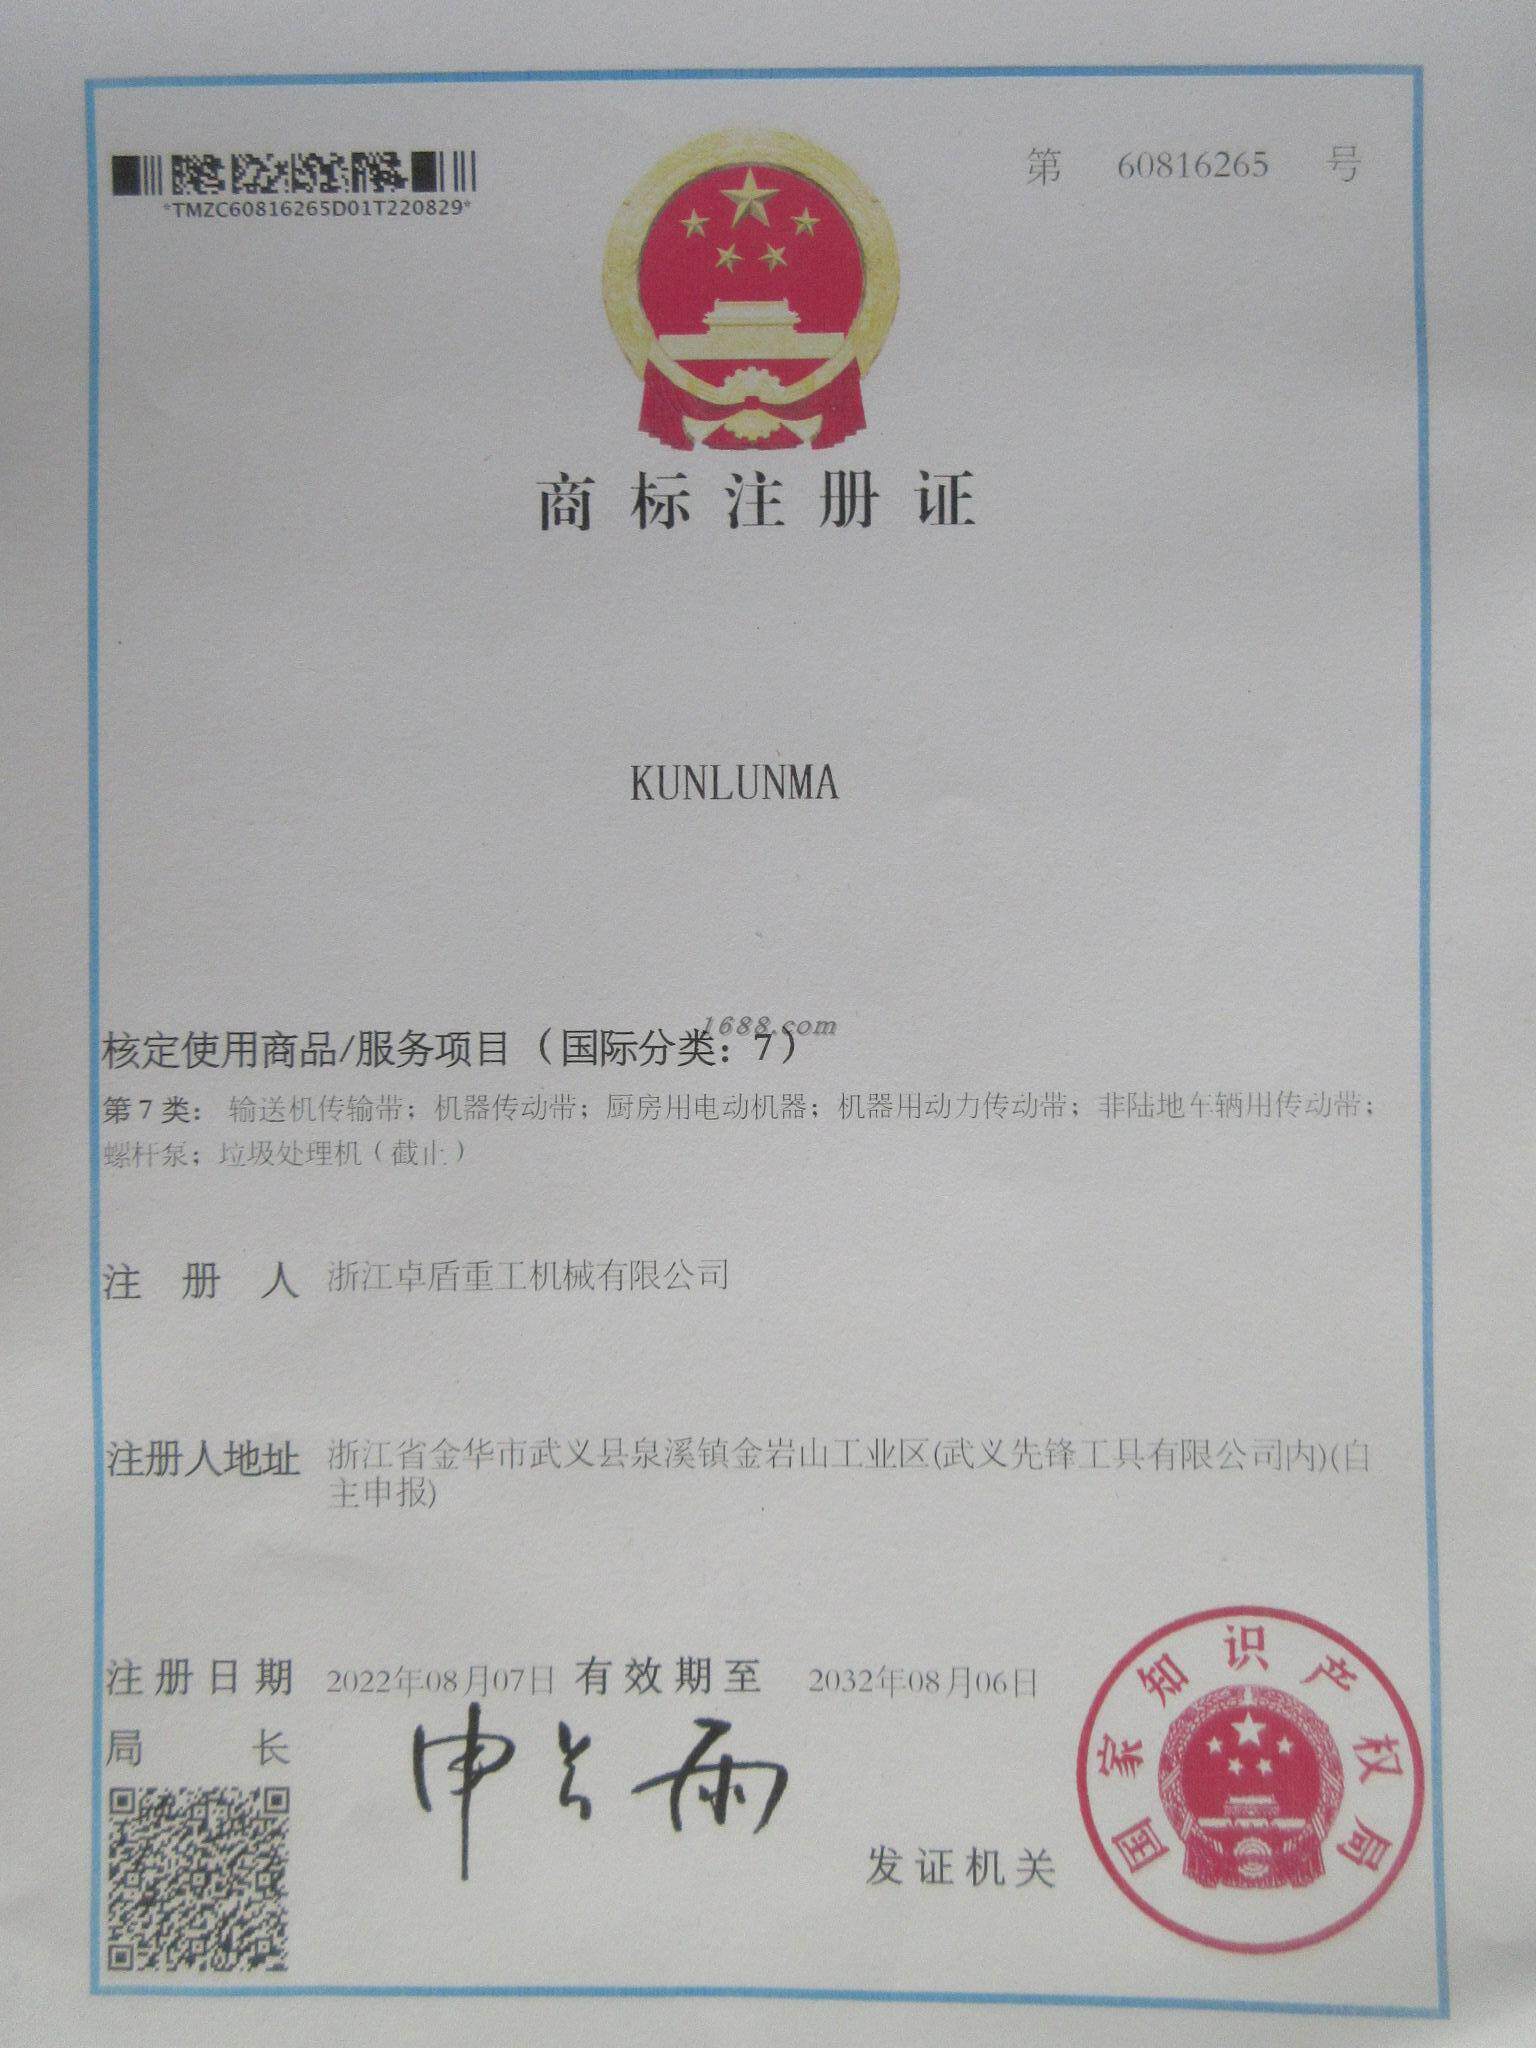 *TMZC60816265D01T220829*
第 60816265 号
商标注册证
KUNLUNMA
1688.com
核定使用商品/服务项目（国际分类：7）
第7类：输送机传输带；机器传动带；厨房用电动机器；机器用动力传动带；非陆地车辆用传动带；
螺杆泵；垃圾处理机（截止）
注册人 浙江卓盾重工机械有限公司
注册人地址 浙江省金华市武义县泉溪镇金岩山工业区(武义先锋工具有限公司内)(自
主申报)
注册日期 2022年08月07日 有效期至 2032年08月06日
局长 申长雨
发证机关
国家知识产权局